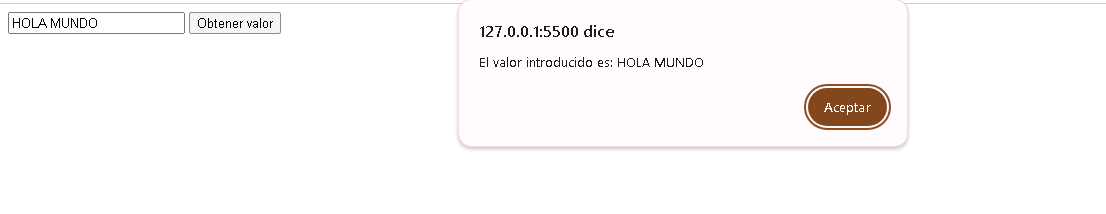 HOLA MUNDO Obtener valor
127.0.0.1:5500 dice
El valor introducido es: HOLA MUNDO
Aceptar